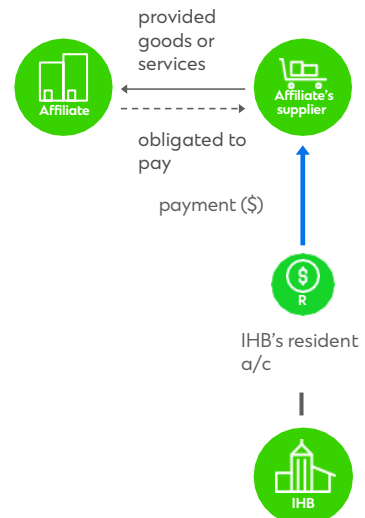 provided
goods or
services
Affiliate
Affiliate's
supplier
obligated to
pay
payment ($)
$
R
IHB's resident
a/c
IHB